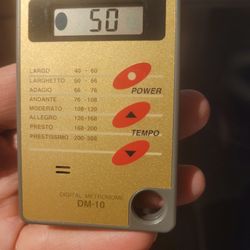 50
LARGO 40 - 60
LARGHETTO 60 - 66
ADAGIO 66 - 76
ANDANTE 76 - 108
MODERATO 108 - 120
ALLEGRO 120 - 168
PRESTO 168 - 200
PRESTISSIMO 200 - 208
POWER
TEMPO
DIGITAL METRONOME
DM-10